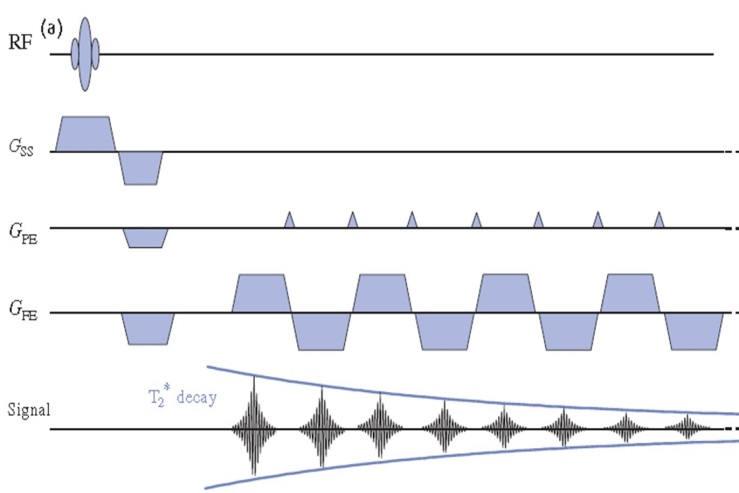 (a)
RF
G_SS
G_PE
G_FE
T₂* decay
Signal